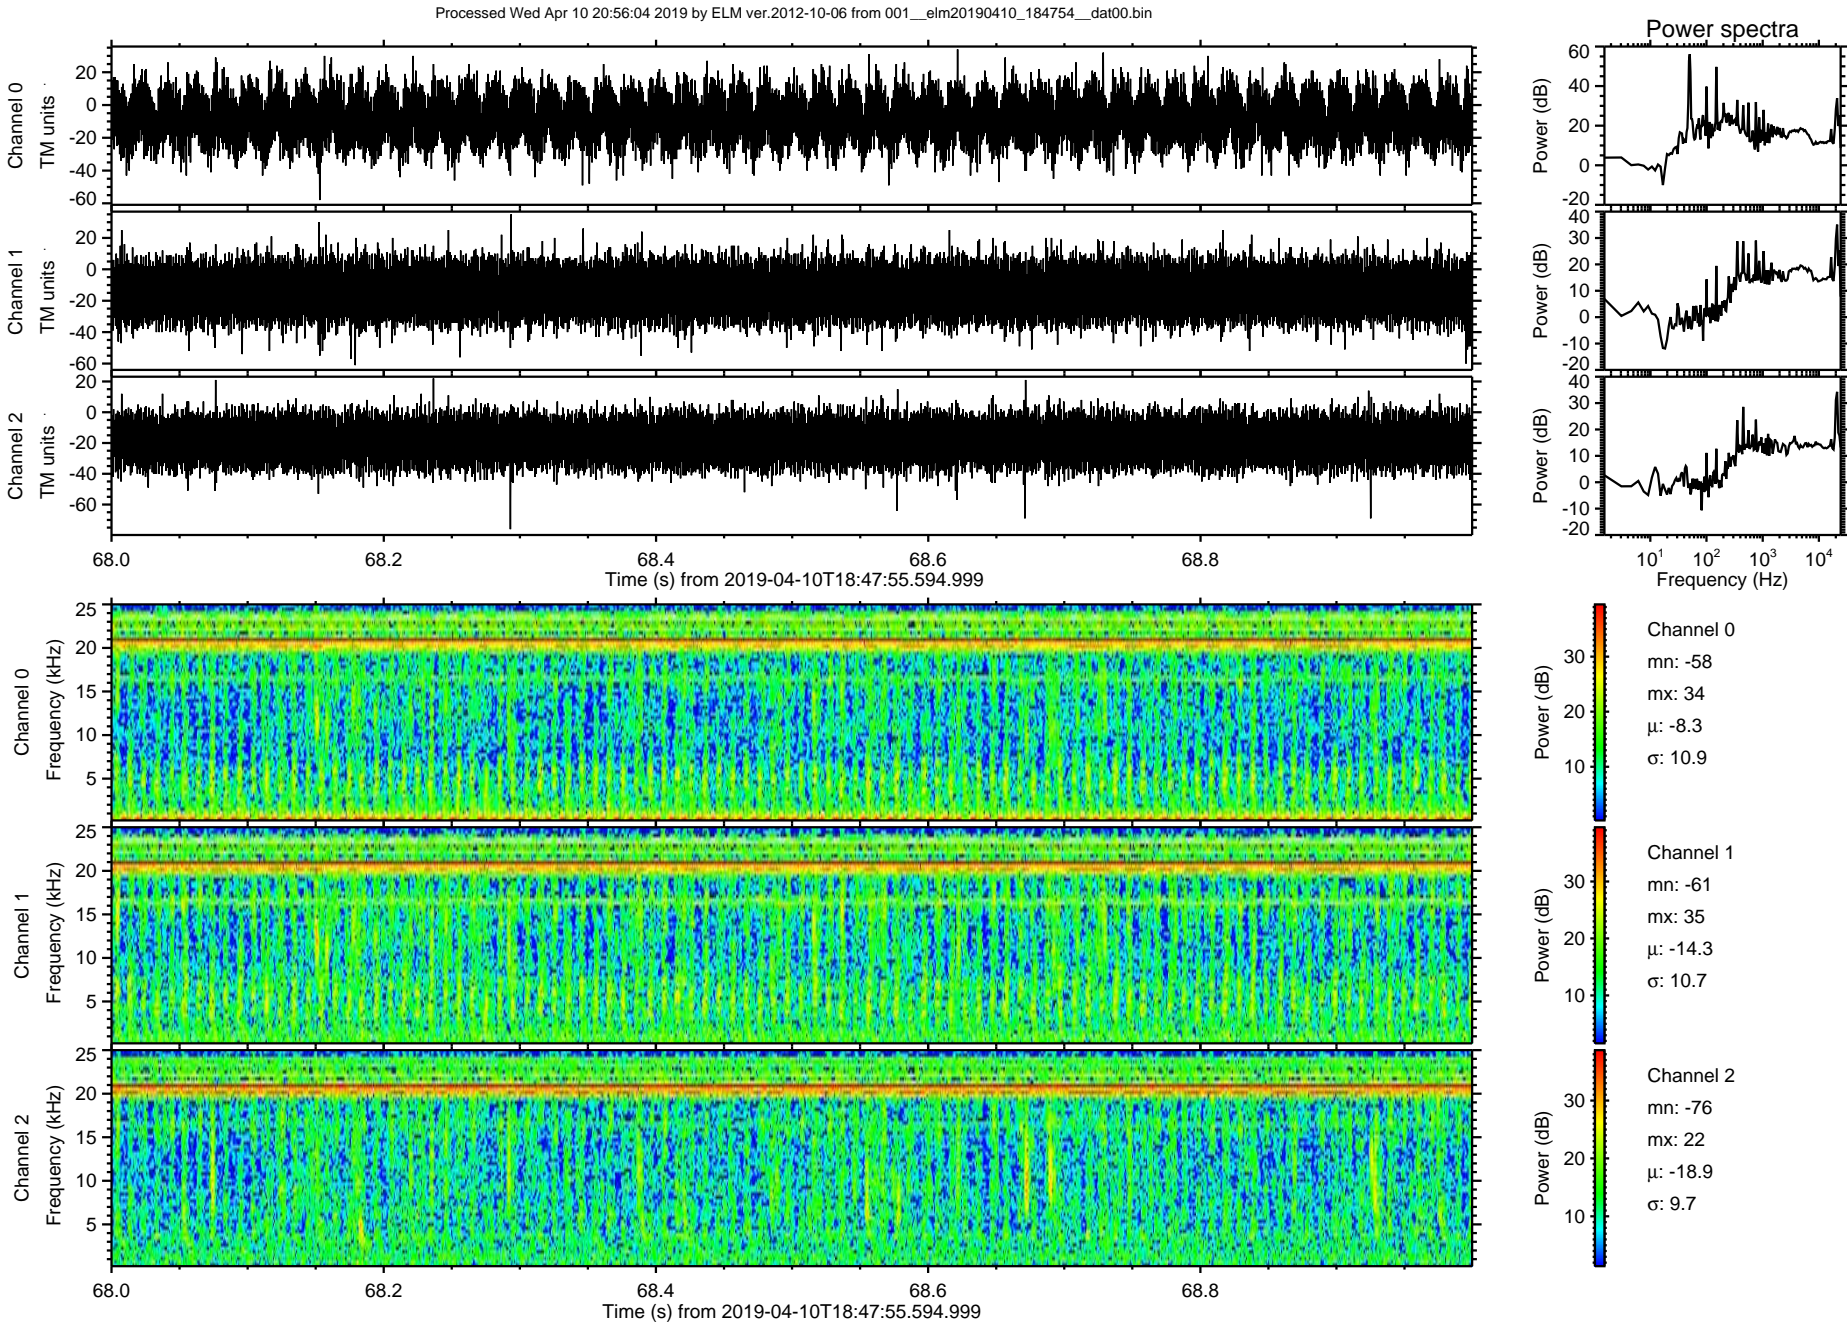 Processed Wed Apr 10 20:56:04 2019 by ELM ver.2012-10-06 from 001__elm20190410_184754__dat00.bin
Power spectra
Channel 0
TM units
20
0
-20
-40
-60
Power (dB)
60
40
20
0
-20
Channel 1
TM units
20
0
-20
-40
-60
Power (dB)
40
30
20
10
0
-10
-20
Channel 2
TM units
20
0
-20
-40
-60
Power (dB)
40
30
20
10
0
-10
-20
68.0 68.2 68.4 68.6 68.8
Time (s) from 2019-04-10T18:47:55.594.999
10^1 10^2 10^3 10^4
Frequency (Hz)
Channel 0
Frequency (kHz)
25
20
15
10
5
Power (dB)
30
20
10
Channel 0
mn: -58
mx: 34
μ: -8.3
σ: 10.9
Channel 1
Frequency (kHz)
25
20
15
10
5
Power (dB)
30
20
10
Channel 1
mn: -61
mx: 35
μ: -14.3
σ: 10.7
Channel 2
Frequency (kHz)
25
20
15
10
5
Power (dB)
30
20
10
Channel 2
mn: -76
mx: 22
μ: -18.9
σ: 9.7
68.0 68.2 68.4 68.6 68.8
Time (s) from 2019-04-10T18:47:55.594.999